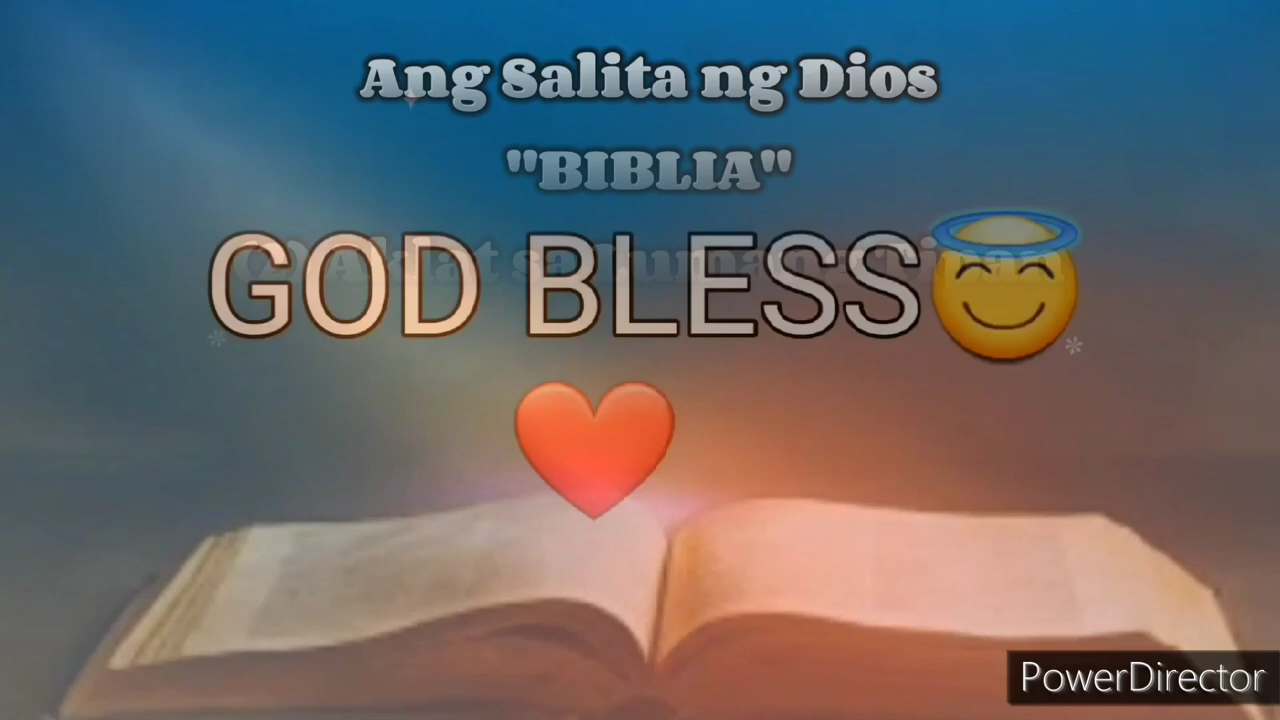 Ang Salita ng Dios
"BIBLIA"
GOD BLESS😇
❤️
PowerDirector